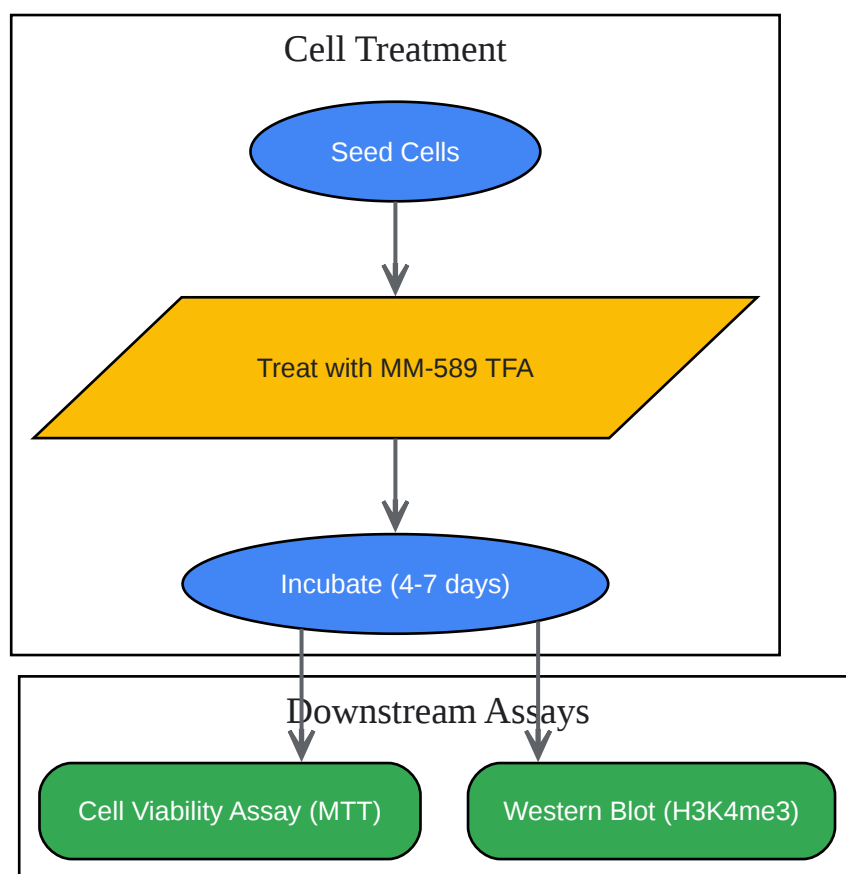 Cell Treatment
Seed Cells
Treat with MM-589 TFA
Incubate (4-7 days)
Downstream Assays
Cell Viability Assay (MTT)
Western Blot (H3K4me3)